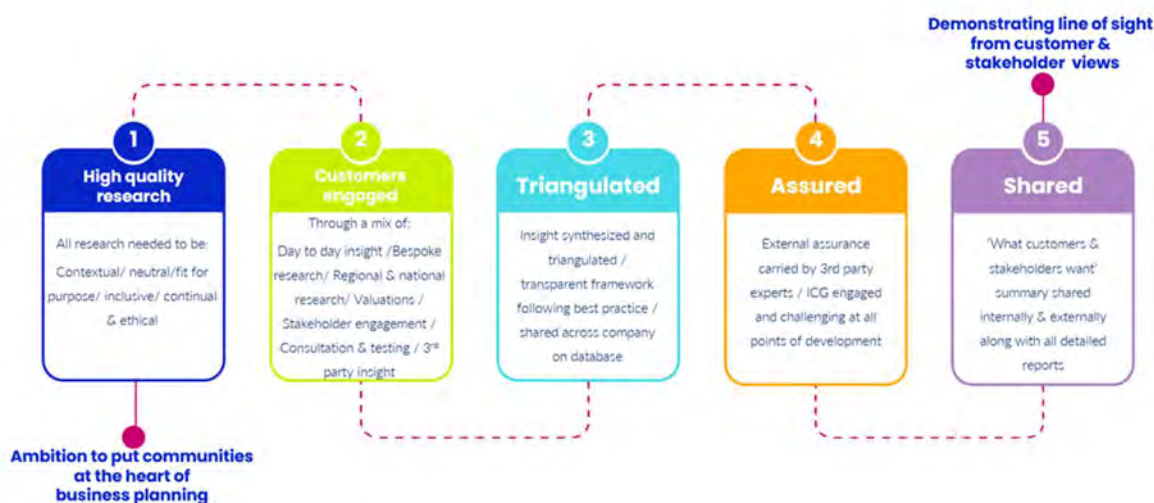 Demonstrating line of sight
from customer &
stakeholder views
1
High quality
research
All research needed to be:
Contextual/ neutral/fit for
purpose/ inclusive/ continual
& ethical
Ambition to put communities
at the heart of
business planning
2
Customers
engaged
Through a mix of:
Day to day insight /Bespoke
research/ Regional & national
research/ Valuations /
Stakeholder engagement /
Consultation & testing / 3rd
party insight
3
Triangulated
Insight synthesized and
triangulated /
transparent framework
following best practice /
shared across company
on database
4
Assured
External assurance
carried by 3rd party
experts / ICG engaged
and challenging at all
points of development
5
Shared
'What customers &
stakeholders want'
summary shared
internally & externally
along with all detailed
reports